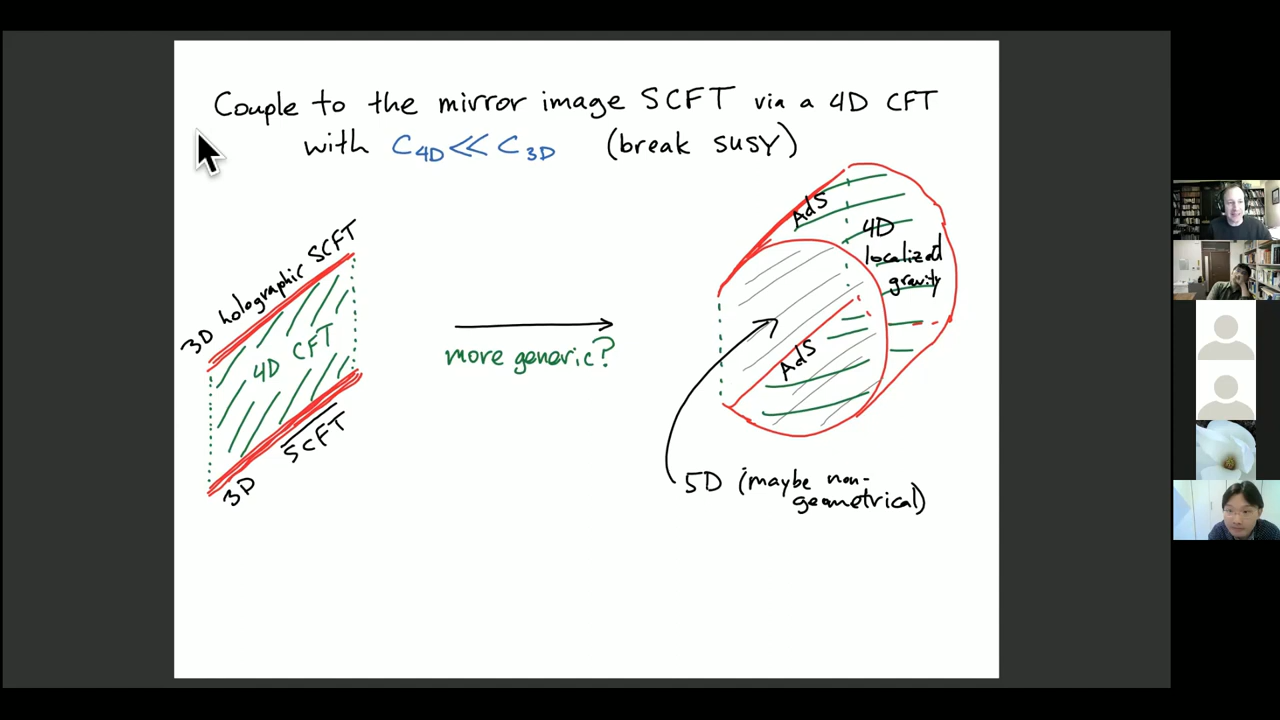 Couple to the mirror image SCFT via a 4D CFT
with C4D << C3D (break susy)
3D holographic SCFT
4D CFT
3D SCFT
more generic?
AdS
4D
localized
gravity
AdS
5D (maybe non-
geometrical)